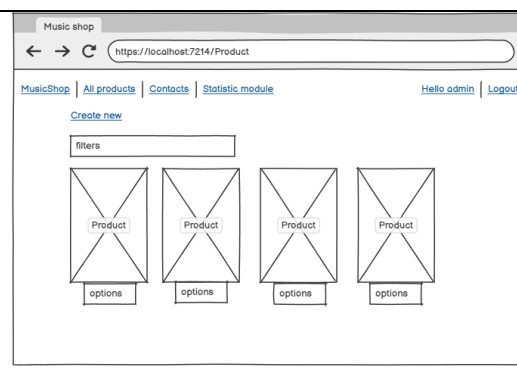 Music shop
https://localhost:7214/Product
MusicShop All products Contacts Statistic module Hello admin Logout
Create new
filters
Product Product Product Product
options options options options